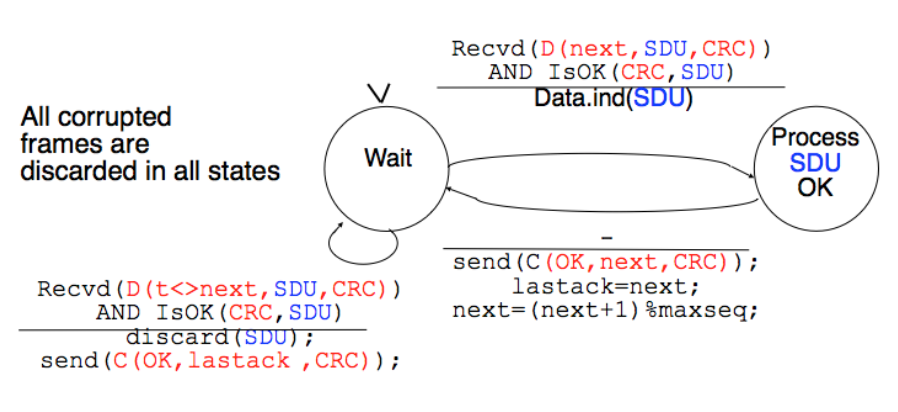 Recvd(D(next,SDU,CRC))
AND IsOK(CRC,SDU)
Data.ind(SDU)
All corrupted
frames are
discarded in all states
Wait
Process
SDU
OK
-
send(C(OK,next,CRC));
lastack=next;
next=(next+1)%maxseq;
Recvd(D(t<>next,SDU,CRC))
AND IsOK(CRC,SDU)
discard(SDU);
send(C(OK,lastack ,CRC));